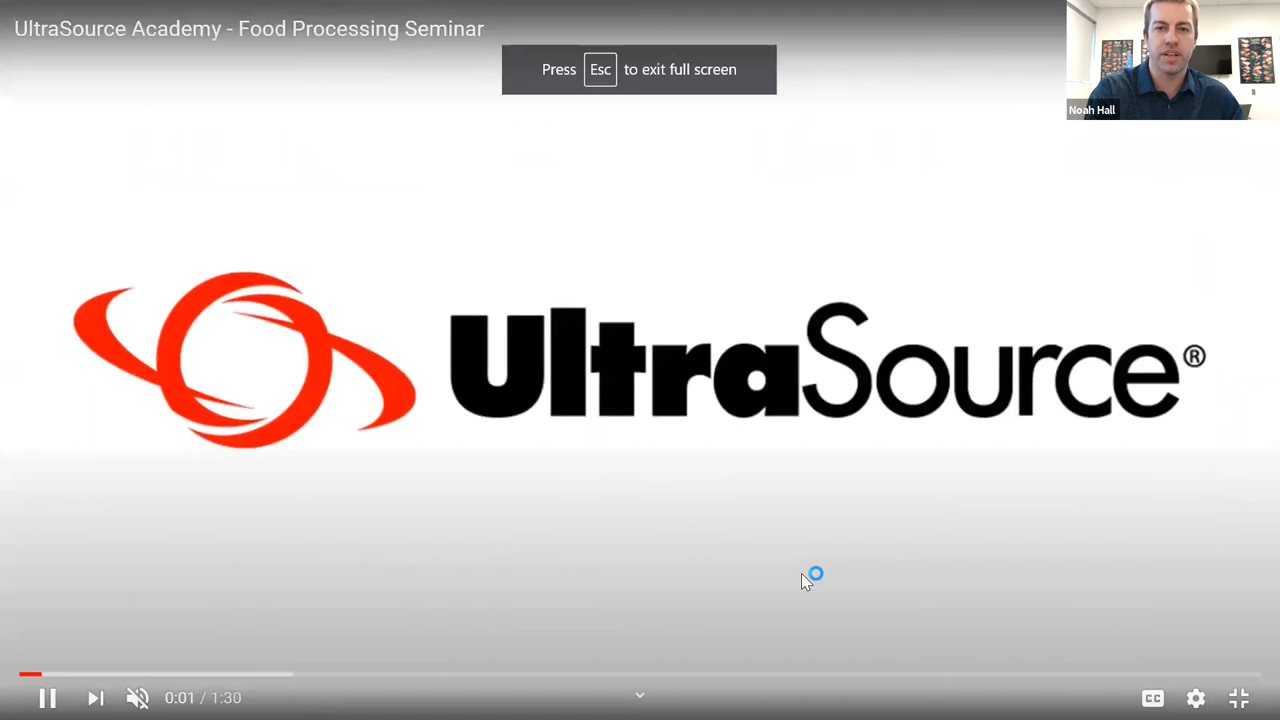 UltraSource Academy - Food Processing Seminar
Press Esc to exit full screen
Noah Hall
UltraSource®
0:01 / 1:30
CC